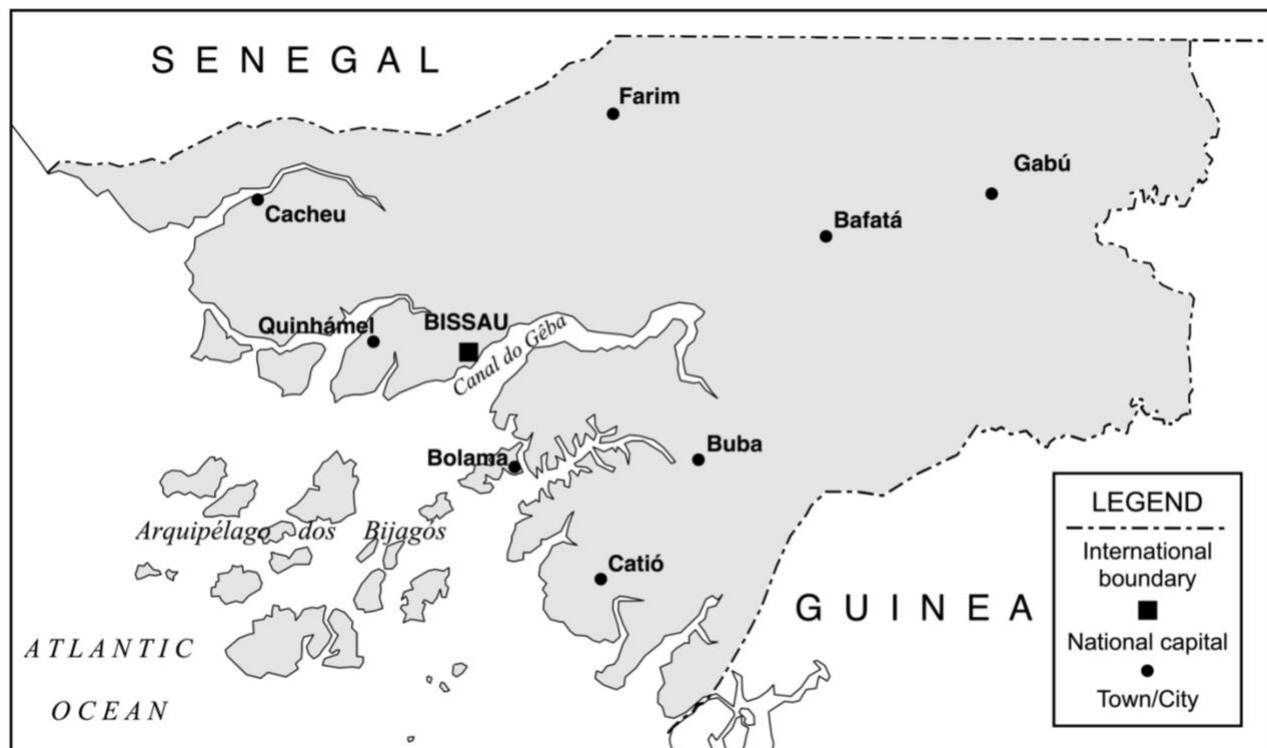 SENEGAL
Farim
Gabú
Cacheu
Bafatá
Quinhámel
BISSAU
Canal do Gêba
Bolama
Buba
Arquipélago dos Bijagós
Catió
GUINEA
ATLANTIC
OCEAN
LEGEND
International
boundary
National capital
Town/City